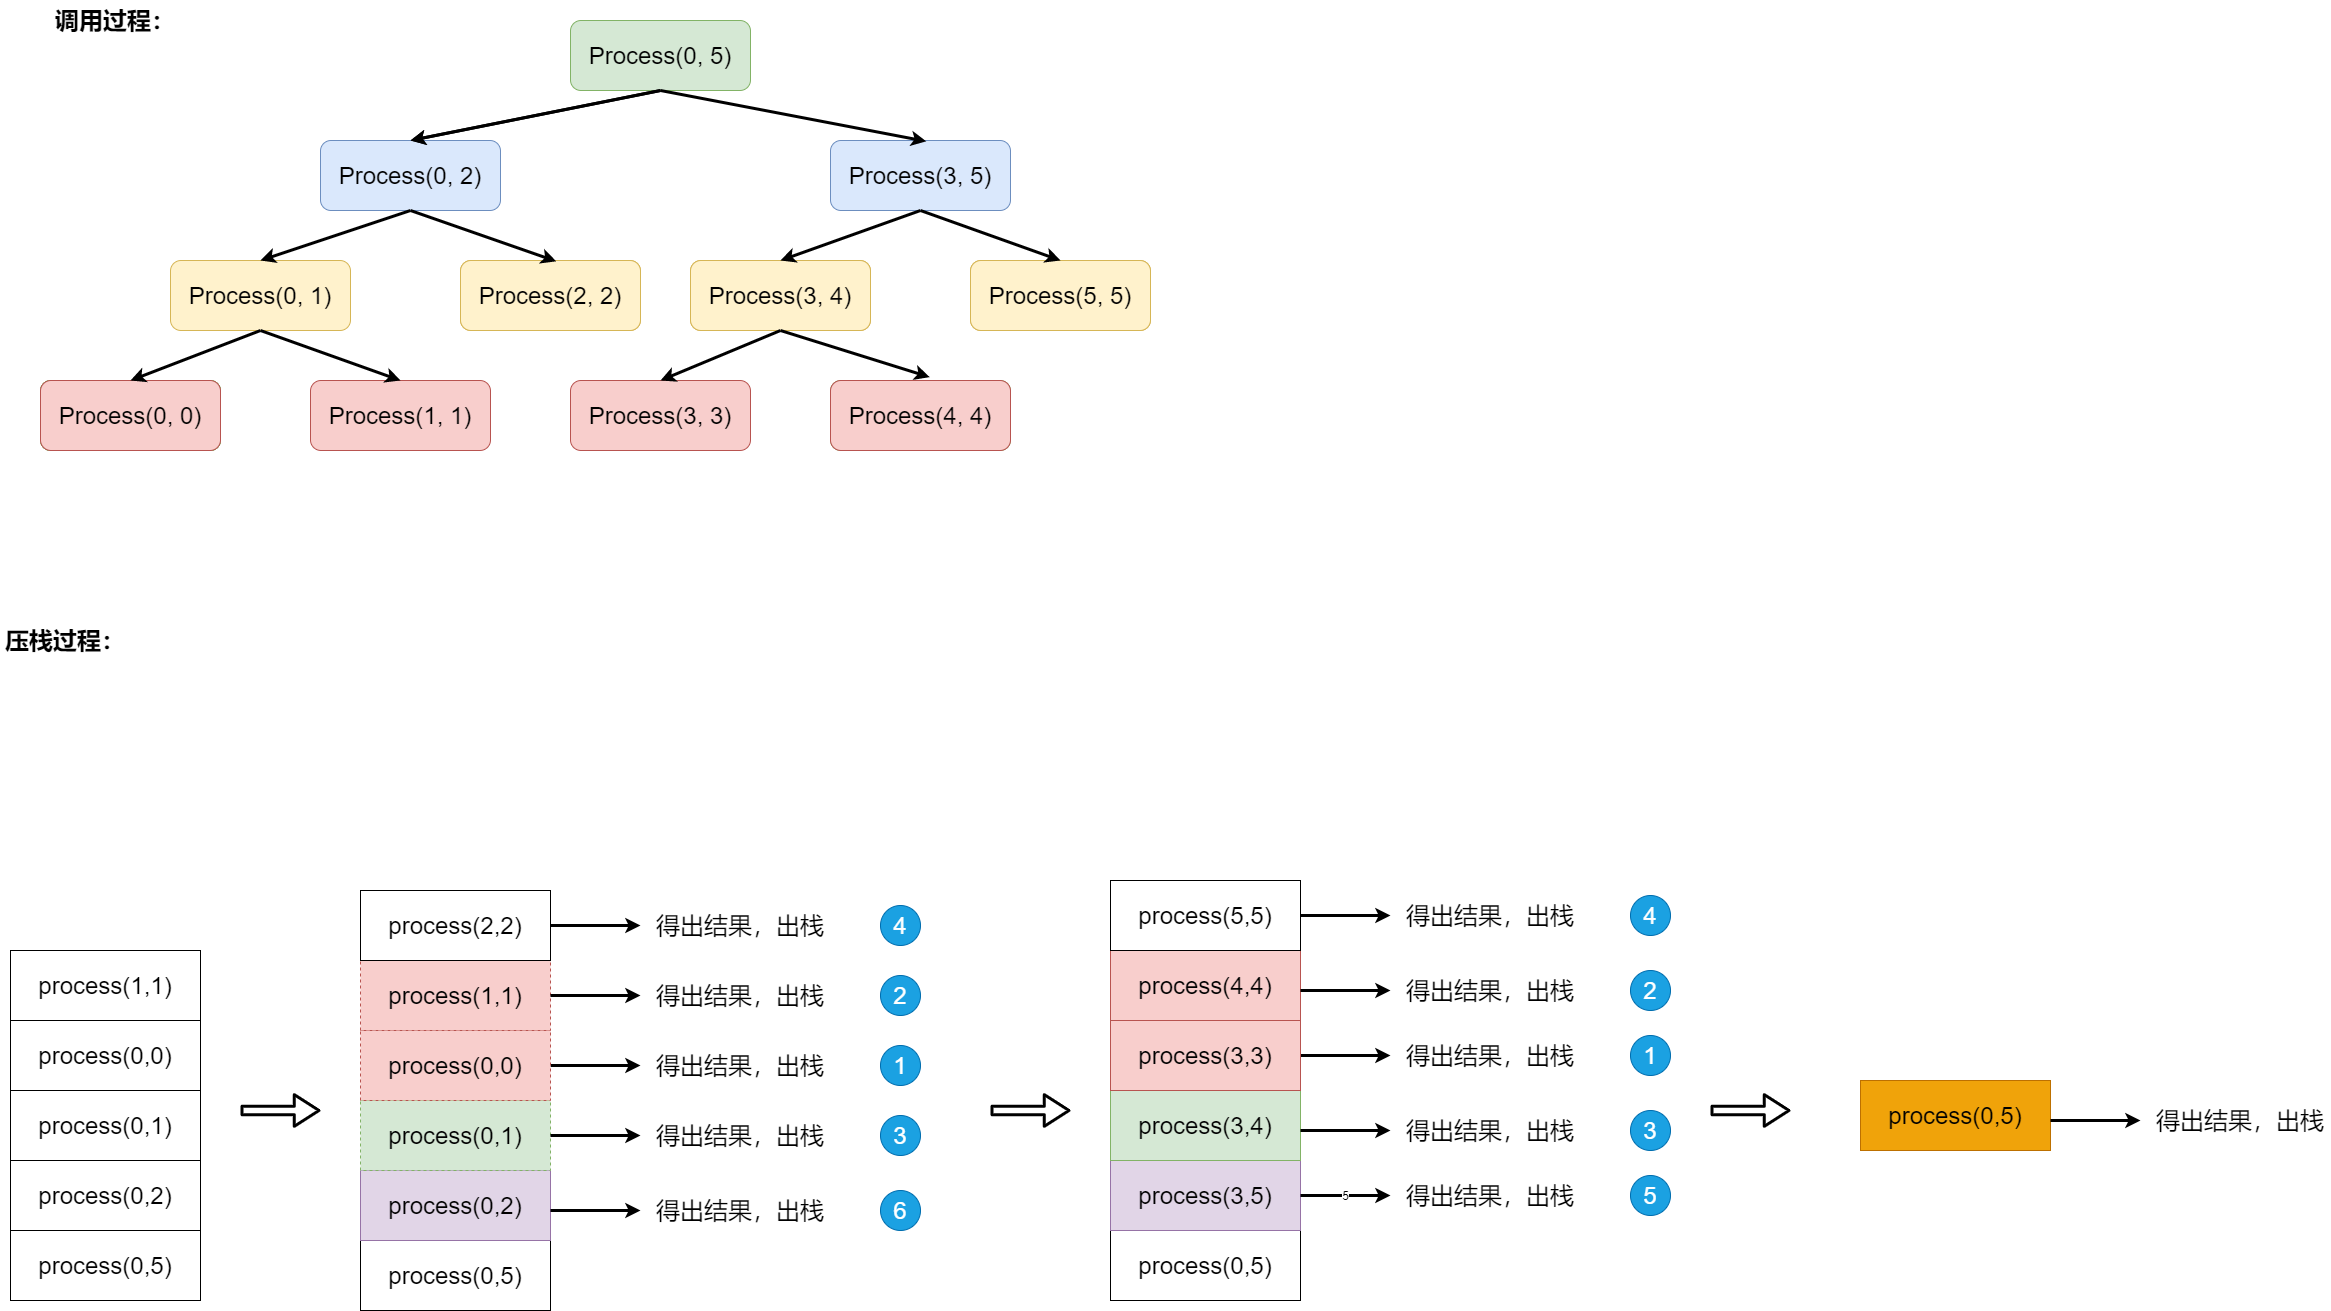 调用过程：
Process(0, 5)
Process(0, 2)
Process(3, 5)
Process(0, 1)
Process(2, 2)
Process(3, 4)
Process(5, 5)
Process(0, 0)
Process(1, 1)
Process(3, 3)
Process(4, 4)
压栈过程：
process(1,1)
process(0,0)
process(0,1)
process(0,2)
process(0,5)
process(2,2) 得出结果，出栈 4
process(1,1) 得出结果，出栈 2
process(0,0) 得出结果，出栈 1
process(0,1) 得出结果，出栈 3
process(0,2) 得出结果，出栈 6
process(0,5)
process(5,5) 得出结果，出栈 4
process(4,4) 得出结果，出栈 2
process(3,3) 得出结果，出栈 1
process(3,4) 得出结果，出栈 3
process(3,5) 5 得出结果，出栈 5
process(0,5)
process(0,5) 得出结果，出栈